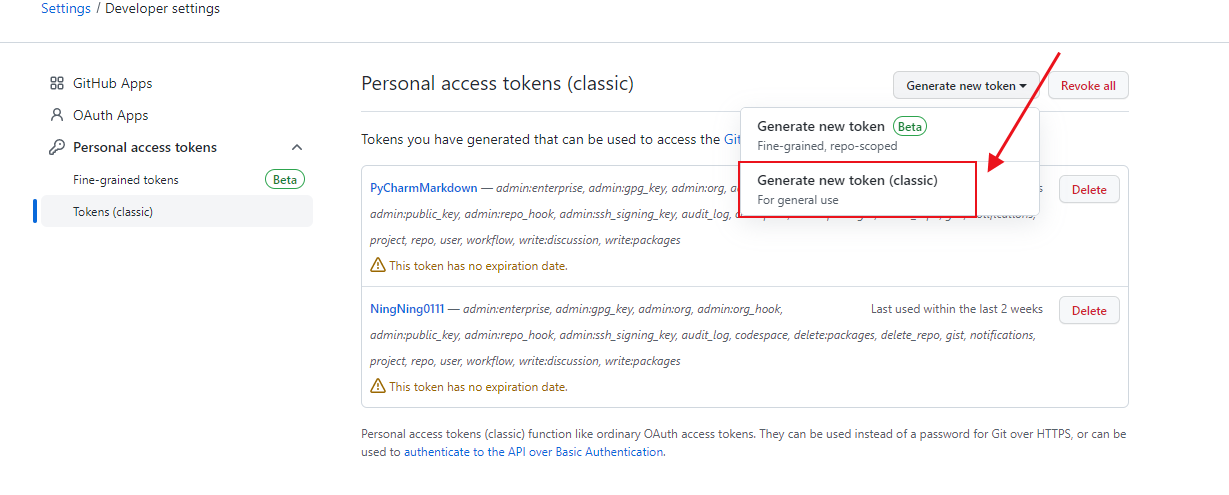 Settings / Developer settings
GitHub Apps
OAuth Apps
Personal access tokens
Fine-grained tokens Beta
Tokens (classic)
Personal access tokens (classic)
Generate new token
Revoke all
Generate new token Beta
Fine-grained, repo-scoped
Generate new token (classic)
For general use
Tokens you have generated that can be used to access the
PyCharmMarkdown — admin:enterprise, admin:gpg_key, admin:org,
Delete
admin:public_key, admin:repo_hook, admin:ssh_signing_key, audit_log,
project, repo, user, workflow, write:discussion, write:packages
This token has no expiration date.
NingNing0111 — admin:enterprise, admin:gpg_key, admin:org, admin:org_hook,
Last used within the last 2 weeks
Delete
admin:public_key, admin:repo_hook, admin:ssh_signing_key, audit_log, codespace, delete:packages, delete_repo, gist, notifications,
project, repo, user, workflow, write:discussion, write:packages
This token has no expiration date.
Personal access tokens (classic) function like ordinary OAuth access tokens. They can be used instead of a password for Git over HTTPS, or can be
used to authenticate to the API over Basic Authentication.